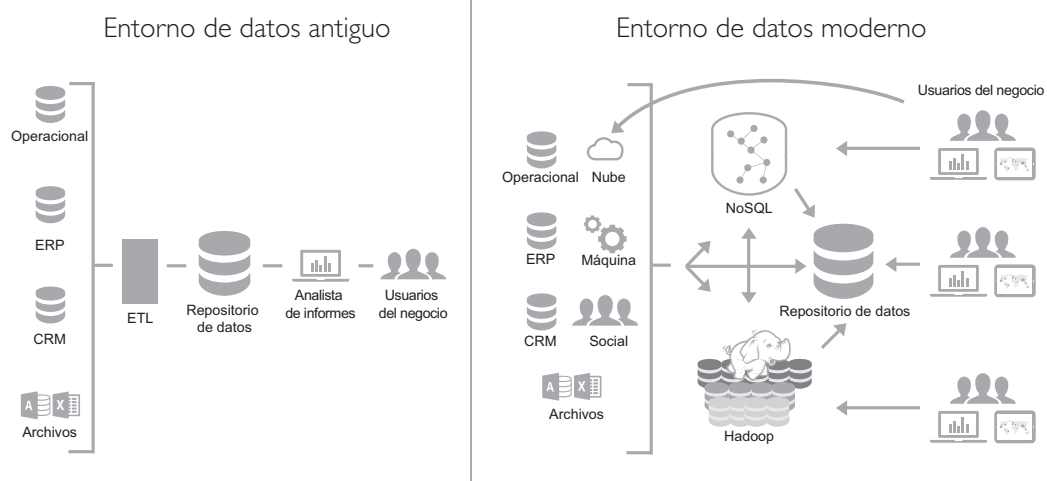 Entorno de datos antiguo
Operacional
ERP
CRM
A X
Archivos
ETL
Repositorio
de datos
Analista
de informes
Usuarios
del negocio
Entorno de datos moderno
Usuarios del negocio
Operacional
Nube
ERP
Máquina
CRM
Social
A X
Archivos
NoSQL
Repositorio de datos
Hadoop